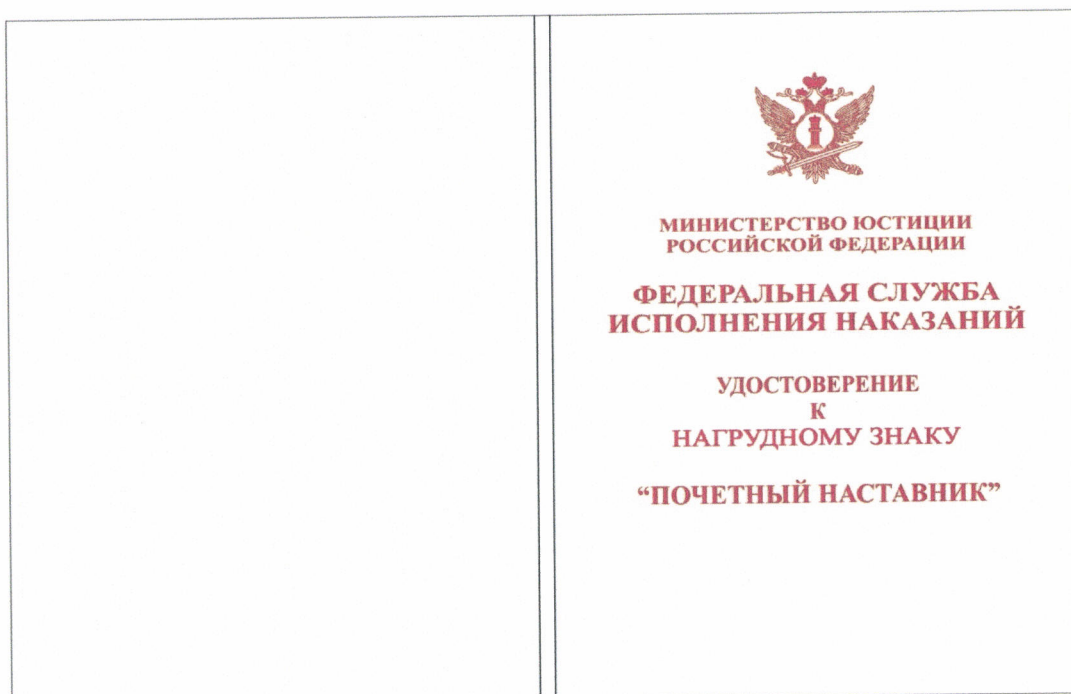 МИНИСТЕРСТВО ЮСТИЦИИ
РОССИЙСКОЙ ФЕДЕРАЦИИ
ФЕДЕРАЛЬНАЯ СЛУЖБА
ИСПОЛНЕНИЯ НАКАЗАНИЙ
УДОСТОВЕРЕНИЕ
К
НАГРУДНОМУ ЗНАКУ
“ПОЧЕТНЫЙ НАСТАВНИК”